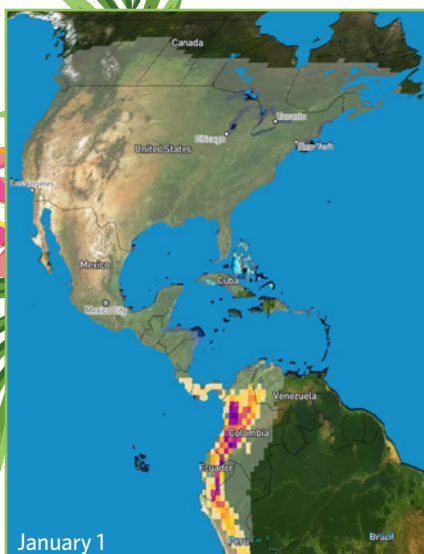 Canada
Toronto
Chicago
New York
United States
Los Angeles
Mexico
Cuba
Mexico City
Venezuela
Colombia
Ecuador
Peru
Brazil
January 1